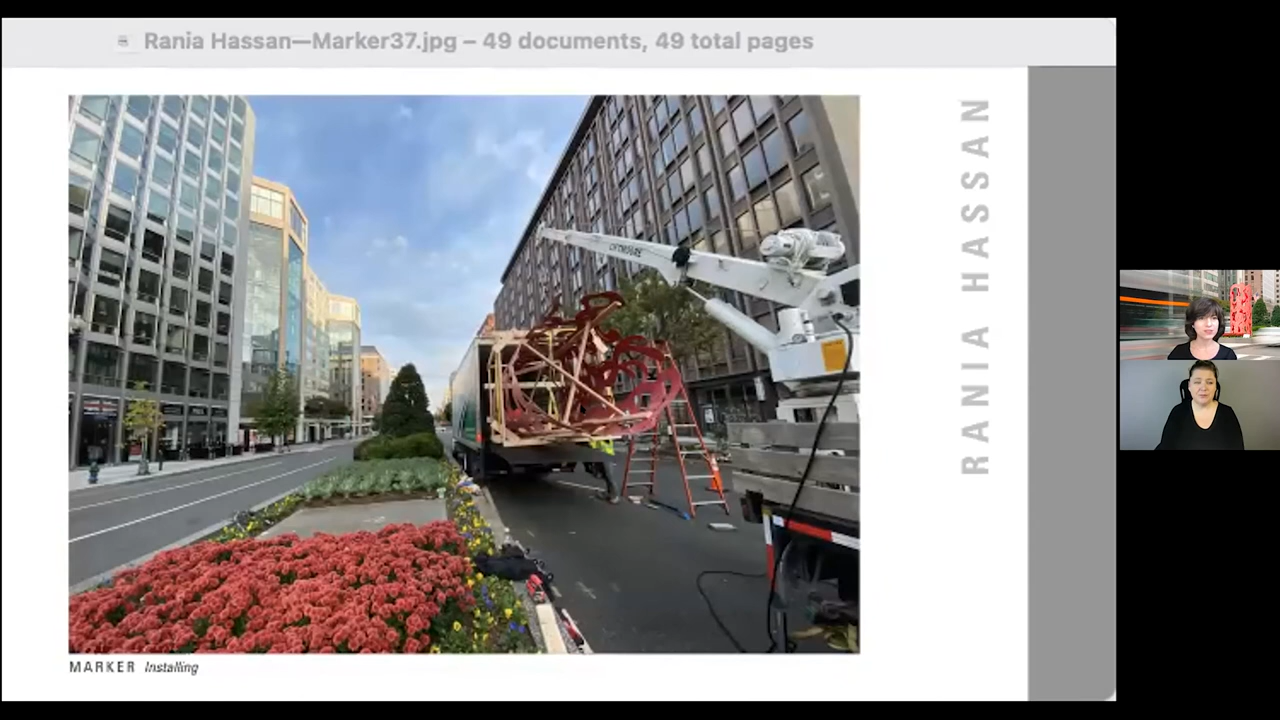 Rania Hassan—Marker37.jpg – 49 documents, 49 total pages
RANIA HASSAN
MARKER Installing